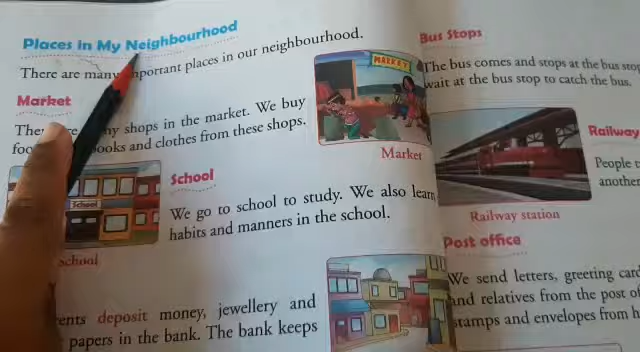 Places in My Neighbourhood
There are many important places in our neighbourhood.
Market
shops in the market. We buy
books and clothes from these shops.
MARKET
Market
School
School
We go to school to study. We also learn
habits and manners in the school.
School
deposit money, jewellery and
papers in the bank. The bank keeps
Bus Stops
The bus comes and stops at the bus stop
wait at the bus stop to catch the bus.
Railway
People
another
Railway station
Post office
We send letters, greeting card
and relatives from the post of
stamps and envelopes from